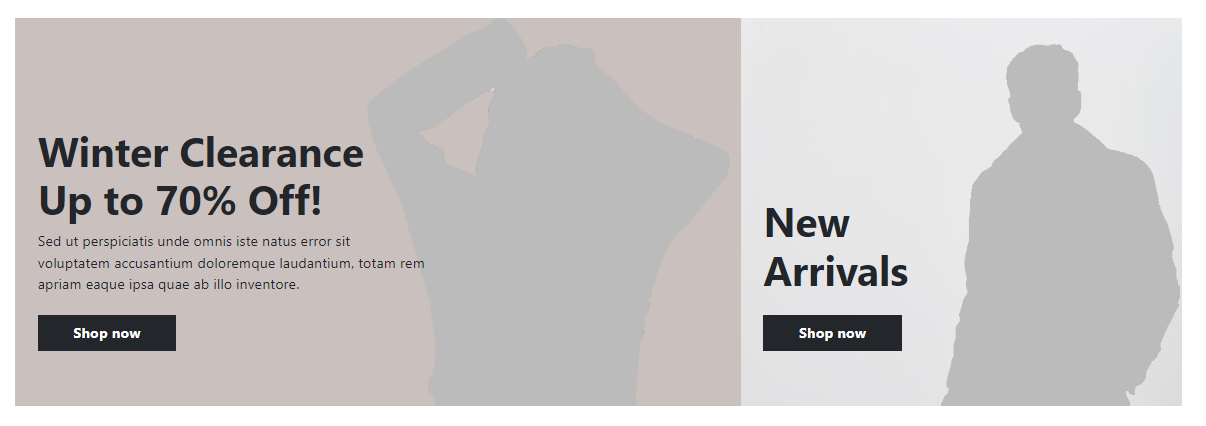 Winter Clearance
Up to 70% Off!
Sed ut perspiciatis unde omnis iste natus error sit
voluptatem accusantium doloremque laudantium, totam rem
apriam eaque ipsa quae ab illo inventore.
Shop now
New
Arrivals
Shop now